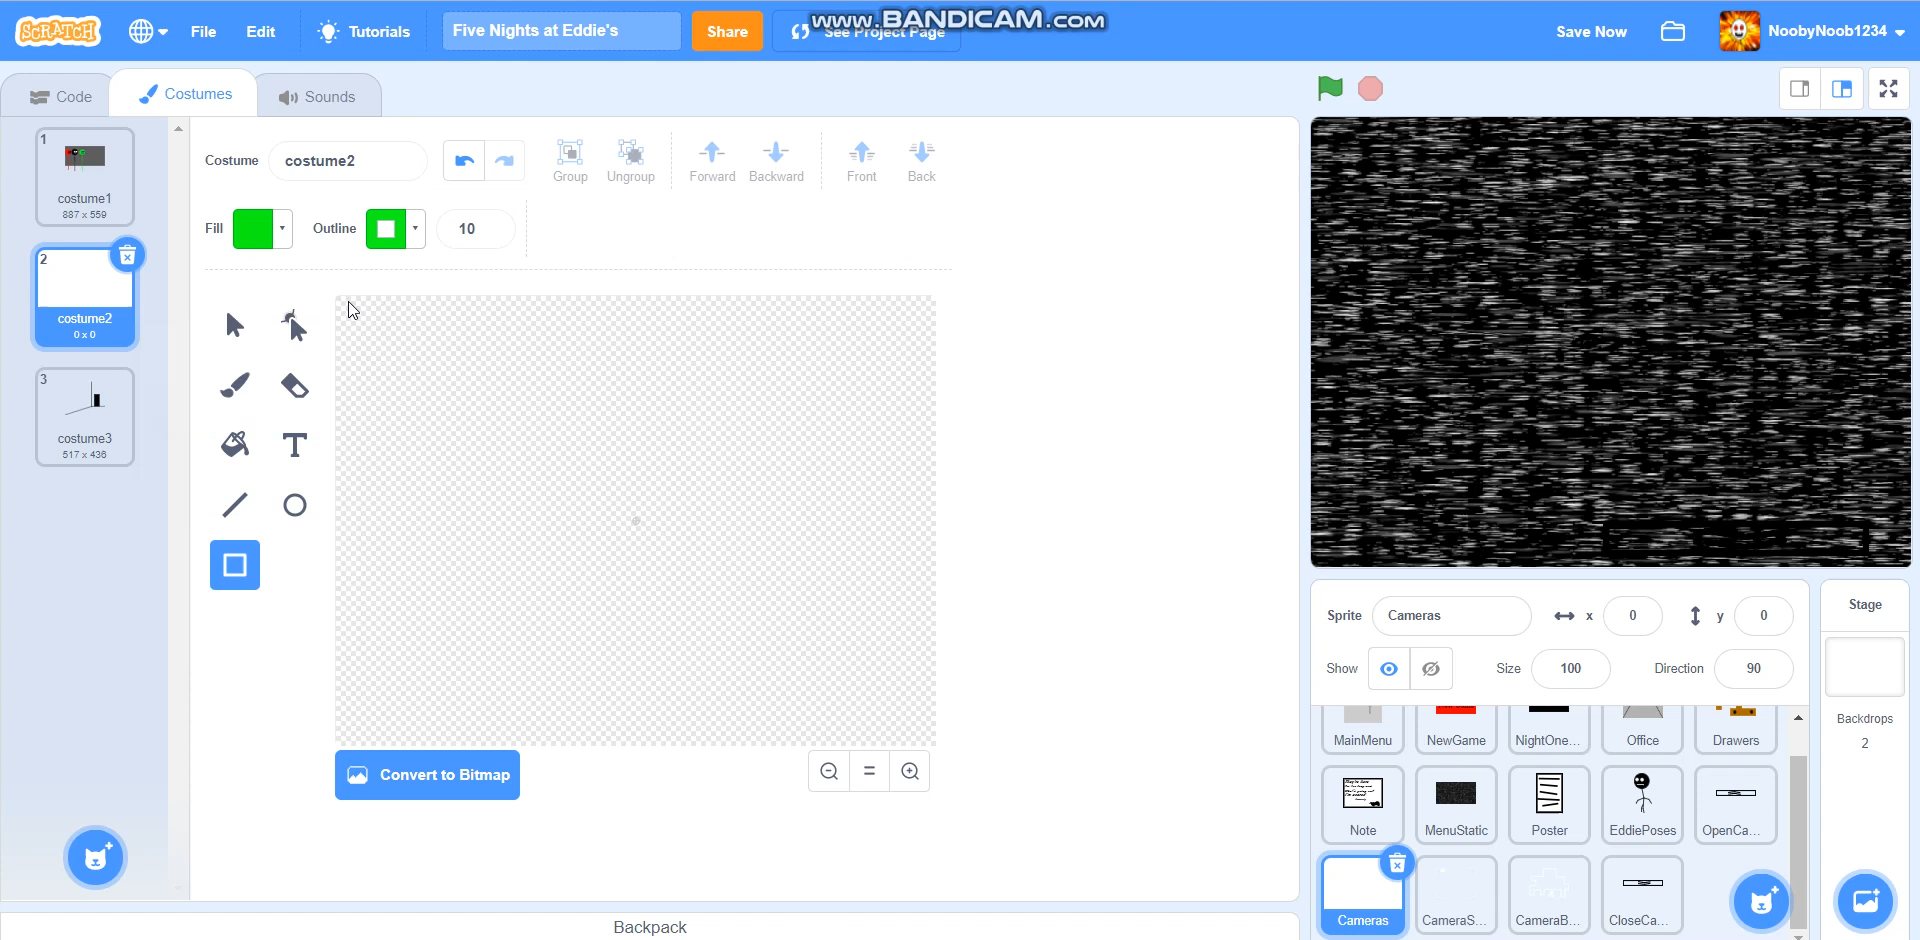 SCRATCH File Edit Tutorials Five Nights at Eddie's Share See Project Page Save Now NoobyNoob1234
www.BANDICAM.com
Code Costumes Sounds
1
costume1
887 x 559
2
costume2
0 x 0
3
costume3
517 x 436
Costume costume2 Group Ungroup Forward Backward Front Back
Fill Outline 10
Convert to Bitmap
Backpack
Sprite Cameras x 0 y 0
Show Size 100 Direction 90
MainMenu NewGame NightOne... Office Drawers
Note MenuStatic Poster EddiePoses OpenCa...
Cameras CameraS... CameraB... CloseCa...
Stage
Backdrops
2